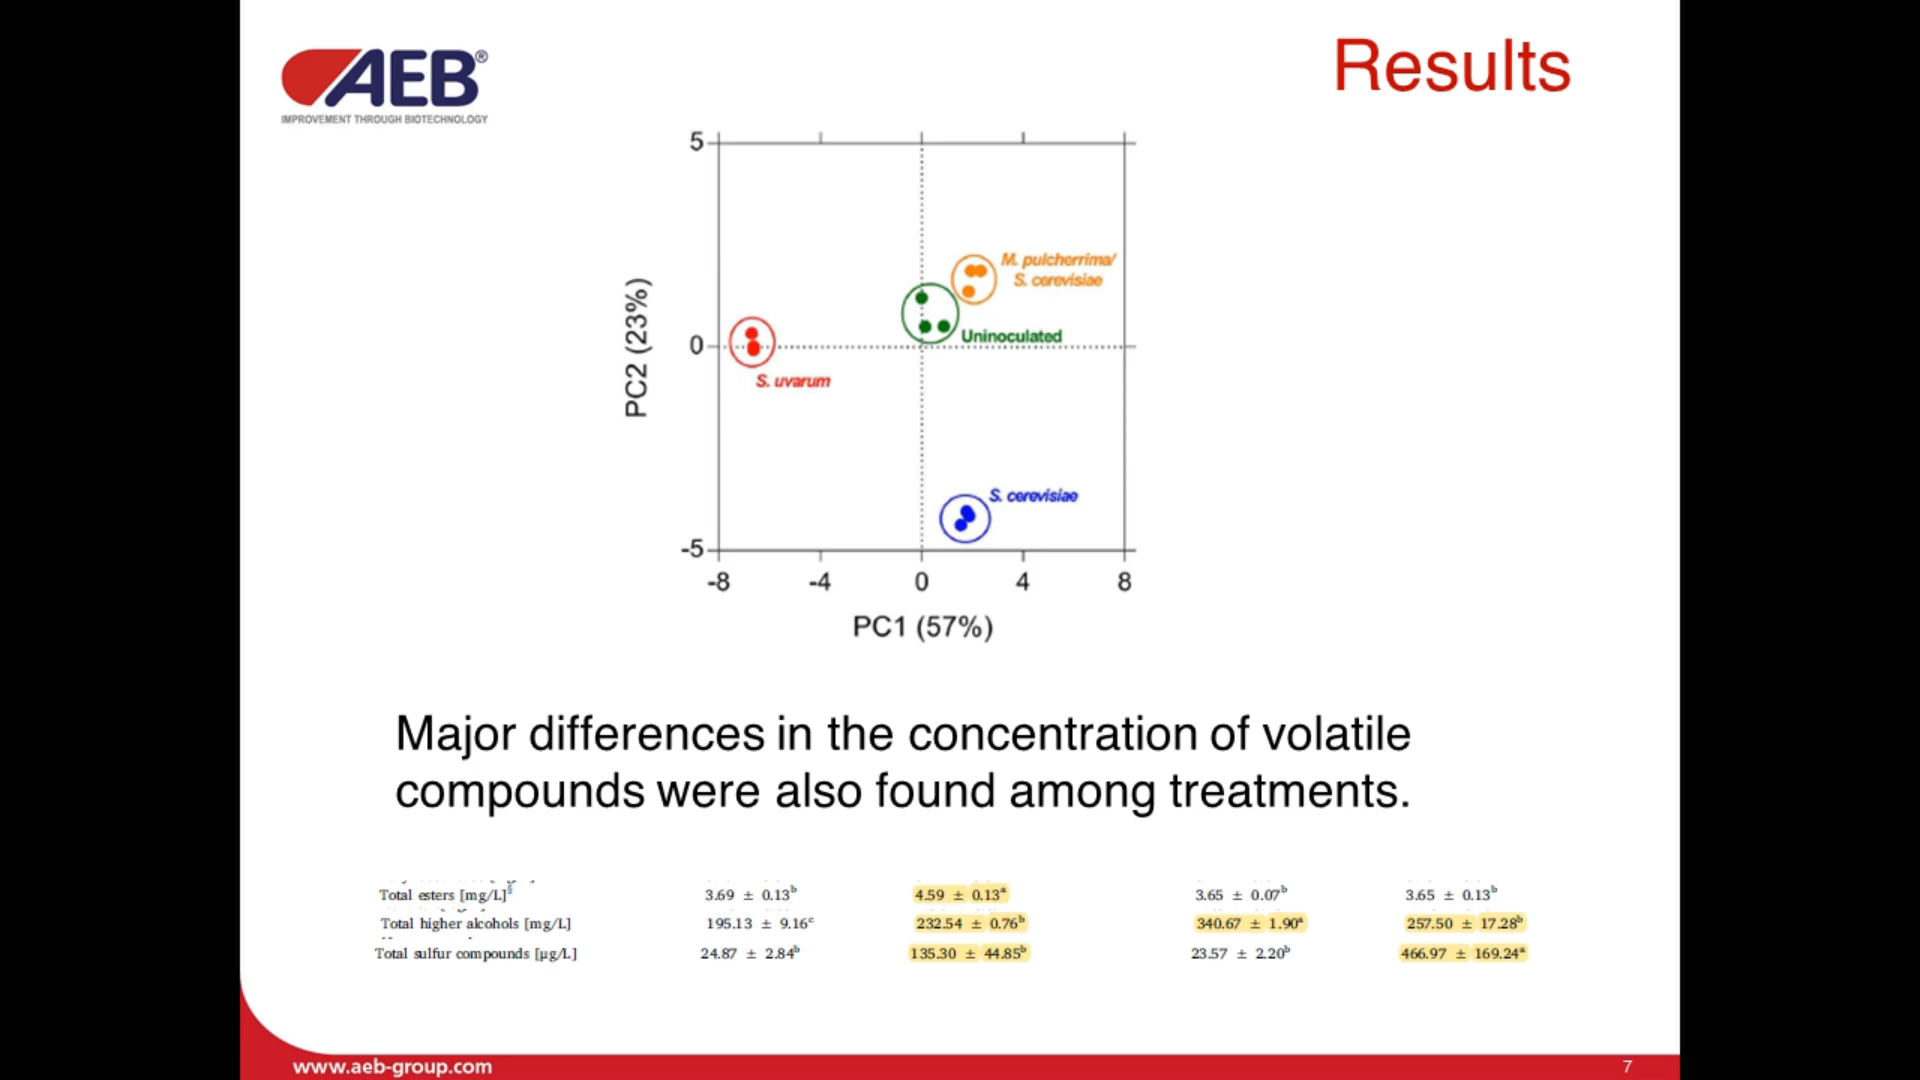 AEB®
IMPROVEMENT THROUGH BIOTECHNOLOGY
Results
5
0
-5
PC2 (23%)
M. pulcherrima/
S. cerevisiae
Uninoculated
S. uvarum
S. cerevisiae
-8 -4 0 4 8
PC1 (57%)
Major differences in the concentration of volatile
compounds were also found among treatments.
Total esters [mg/L]§ 3.69 ± 0.13b 4.59 ± 0.13a 3.65 ± 0.07b 3.65 ± 0.13b
Total higher alcohols [mg/L] 195.13 ± 9.16c 232.54 ± 0.76b 340.67 ± 1.90a 257.50 ± 17.28b
Total sulfur compounds [µg/L] 24.87 ± 2.84b 135.30 ± 44.85b 23.57 ± 2.20b 466.97 ± 169.24a
www.aeb-group.com
7